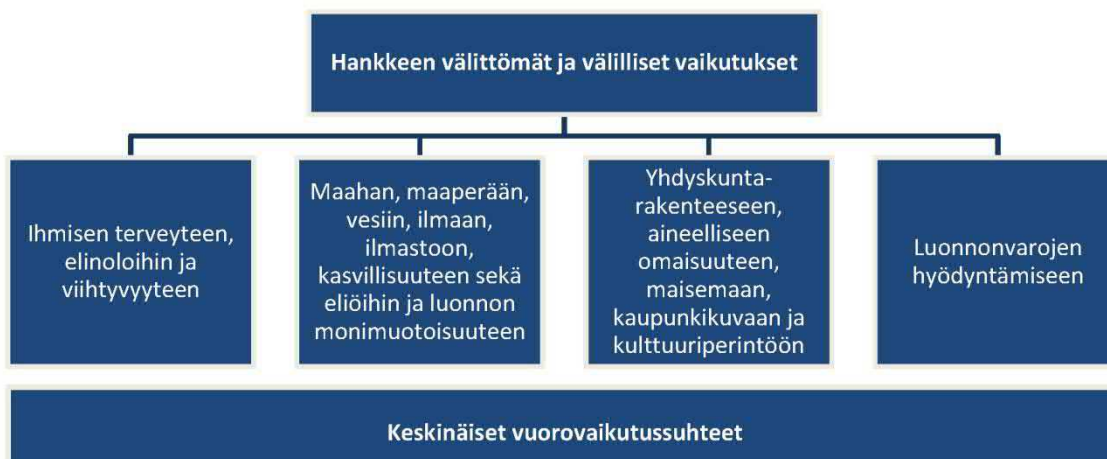 Hankkeen välittömät ja välilliset vaikutukset
Ihmisen terveyteen,
elinoloihin ja
viihtyvyyteen
Maahan, maaperään,
vesiin, ilmaan,
ilmastoon,
kasvillisuuteen sekä
eliöihin ja luonnon
monimuotoisuuteen
Yhdyskunta-
rakenteeseen,
aineelliseen
omaisuuteen,
maisemaan,
kaupunkikuvaan ja
kulttuuriperintöön
Luonnonvarojen
hyödyntämiseen
Keskinäiset vuorovaikutussuhteet